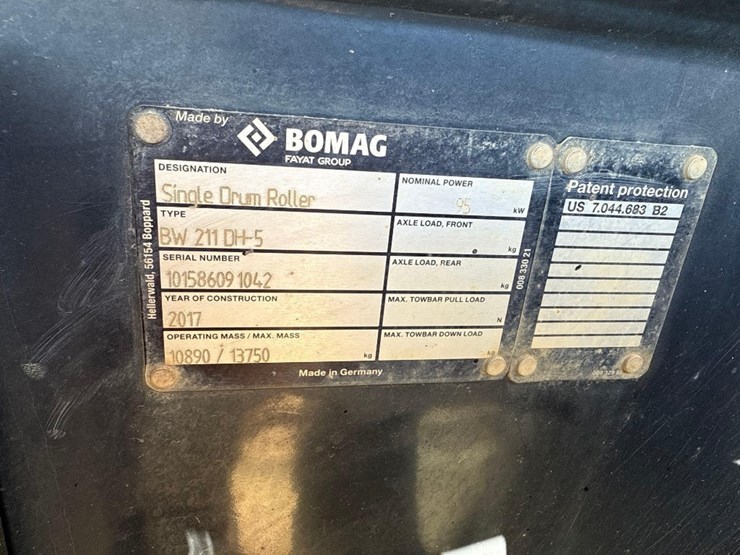 Made by
BOMAG
FAYAT GROUP
DESIGNATION
Single Drum Roller
NOMINAL POWER
95 kW
TYPE
BW 211 DH-5
AXLE LOAD, FRONT
kg
SERIAL NUMBER
10158609 1042
AXLE LOAD, REAR
kg
YEAR OF CONSTRUCTION
2017
MAX. TOWBAR PULL LOAD
N
OPERATING MASS / MAX. MASS
10890 / 13750 kg
MAX. TOWBAR DOWN LOAD
Made in Germany
Hellerwald, 56154 Boppard
008 330 21
Patent protection
US 7.044.683 B2